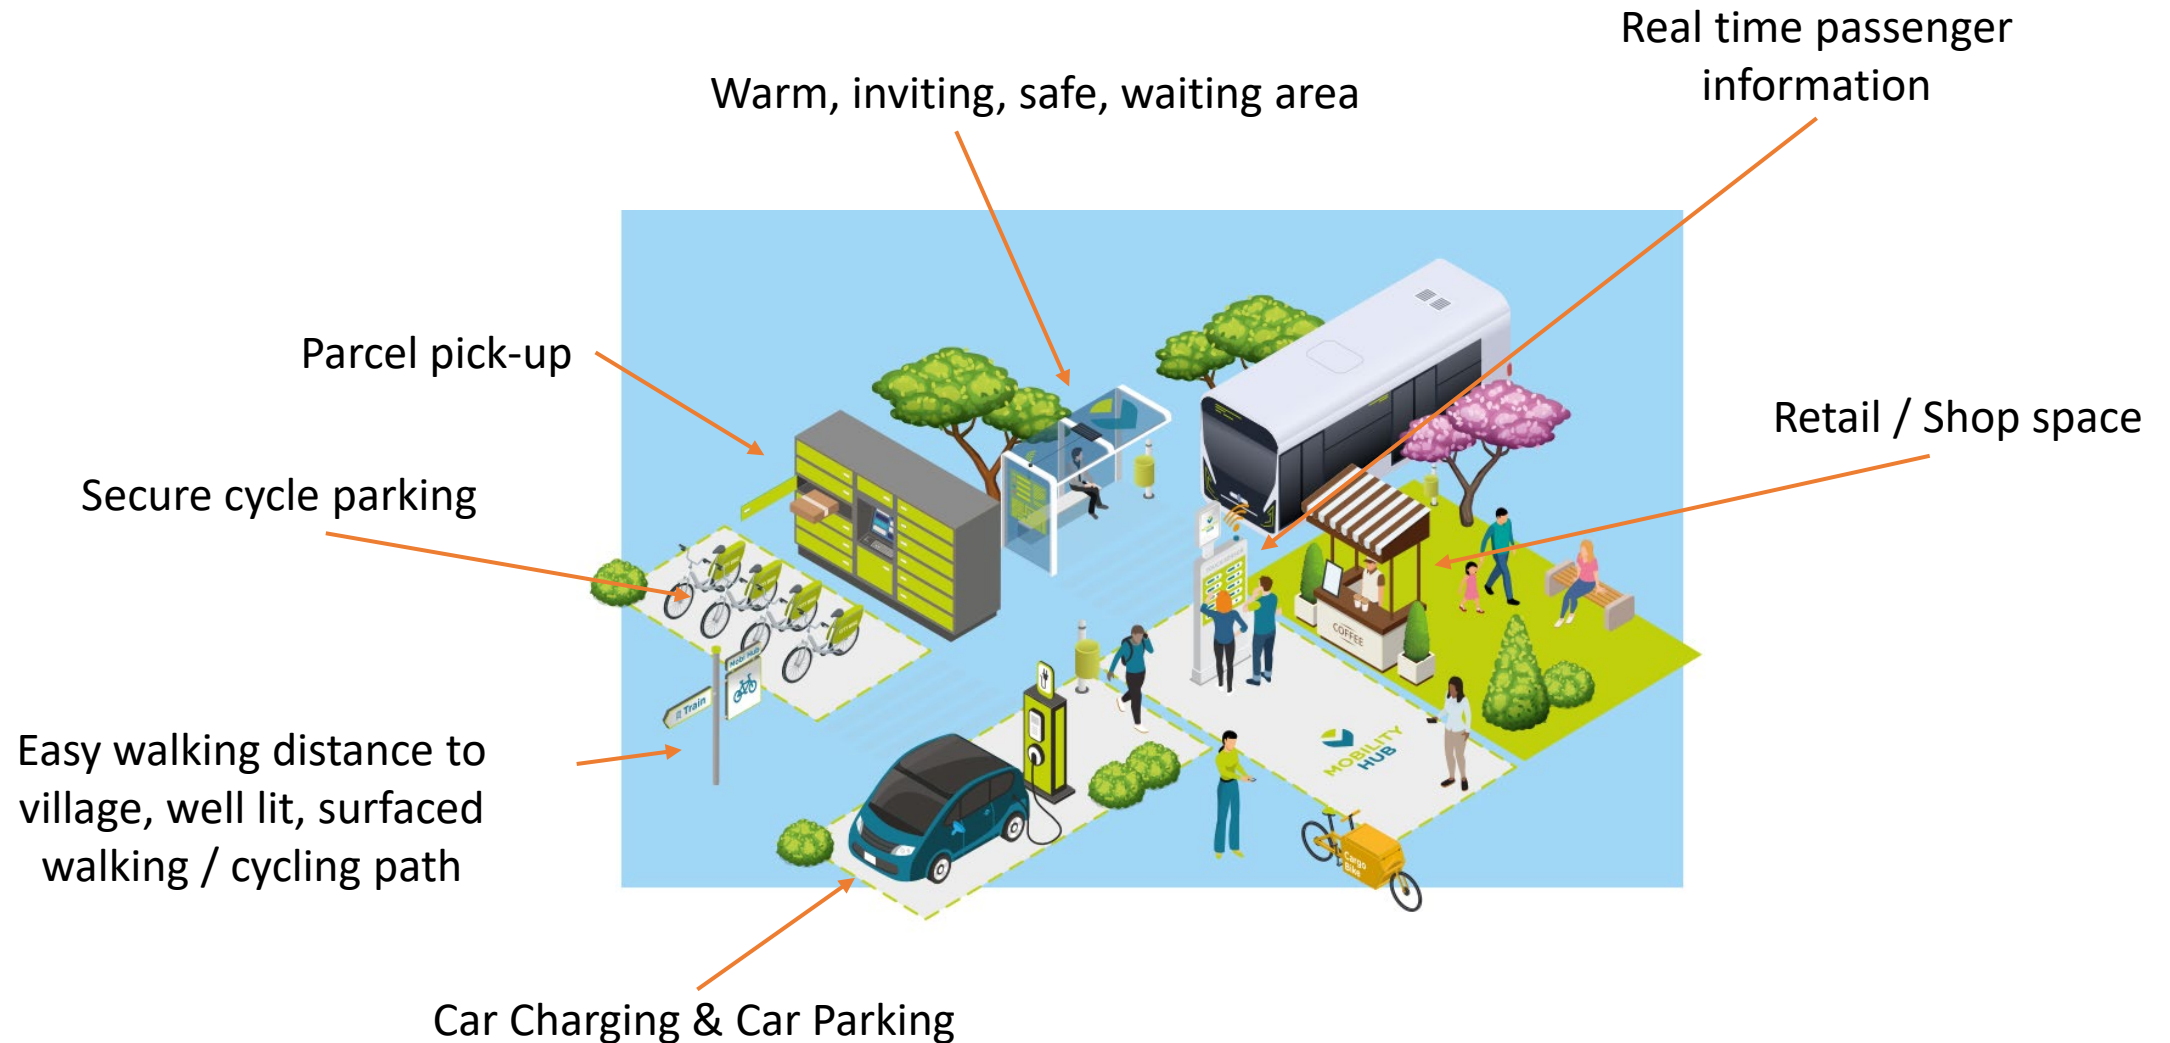 Real time passenger
information
Warm, inviting, safe, waiting area
Parcel pick-up
Retail / Shop space
Secure cycle parking
Easy walking distance to
village, well lit, surfaced
walking / cycling path
Car Charging & Car Parking
Mobi Hub
Train
COFFEE
MOBILITY
HUB
Cargo
Bike